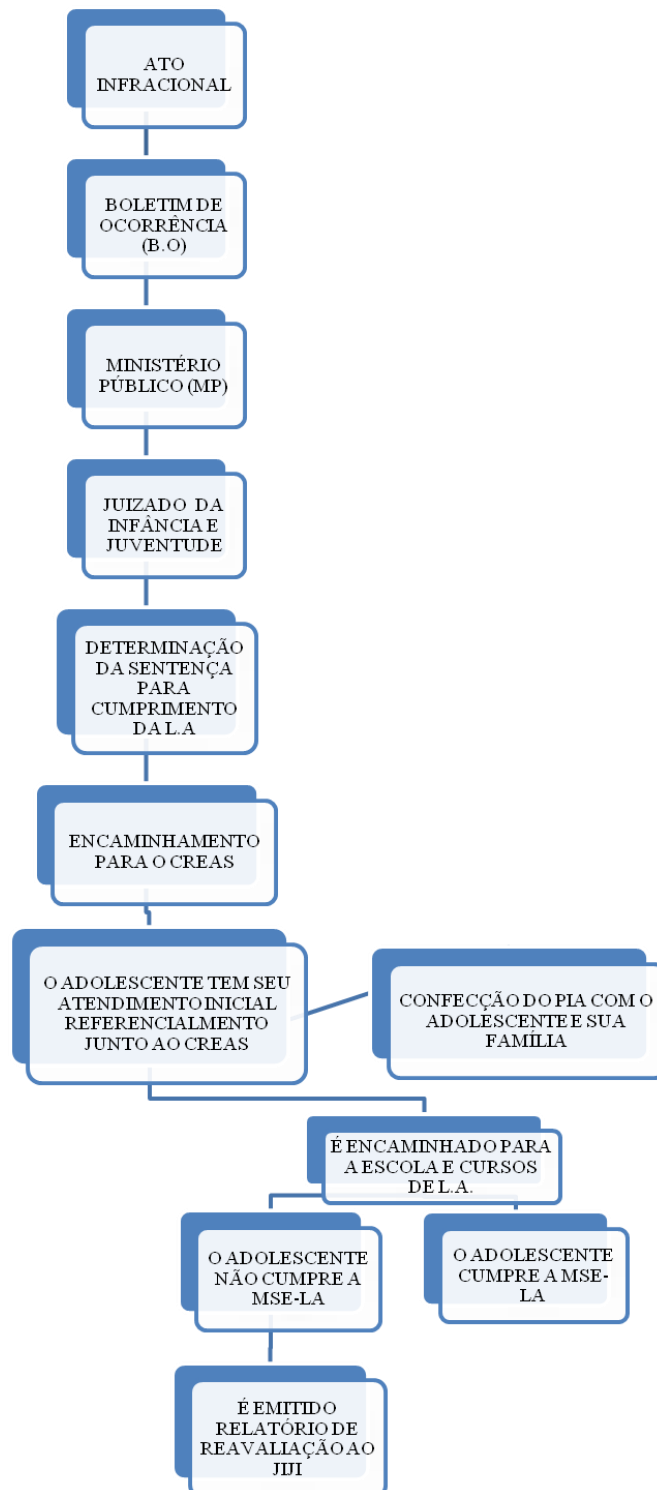 ATO
INFRACIONAL
BOLETIM DE
OCORRÊNCIA
(B.O)
MINISTÉRIO
PÚBLICO (MP)
JUIZADO DA
INFÂNCIA E
JUVENTUDE
DETERMINAÇÃO
DA SENTENÇA
PARA
CUMPRIMENTO
DA L.A
ENCAMINHAMENTO
PARA O CREAS
O ADOLESCENTE TEM SEU
ATENDIMENTO INICIAL
REFERENCIALMENTO
JUNTO AO CREAS
CONFECÇÃO DO PIA COM O
ADOLESCENTE E SUA
FAMÍLIA
É ENCAMINHADO PARA
A ESCOLA E CURSOS
DE L.A.
O ADOLESCENTE
NÃO CUMPRE A
MSE-LA
O ADOLESCENTE
CUMPRE A MSE-
LA
É EMITIDO
RELATÓRIO DE
REAVALIAÇÃO AO
JIJI